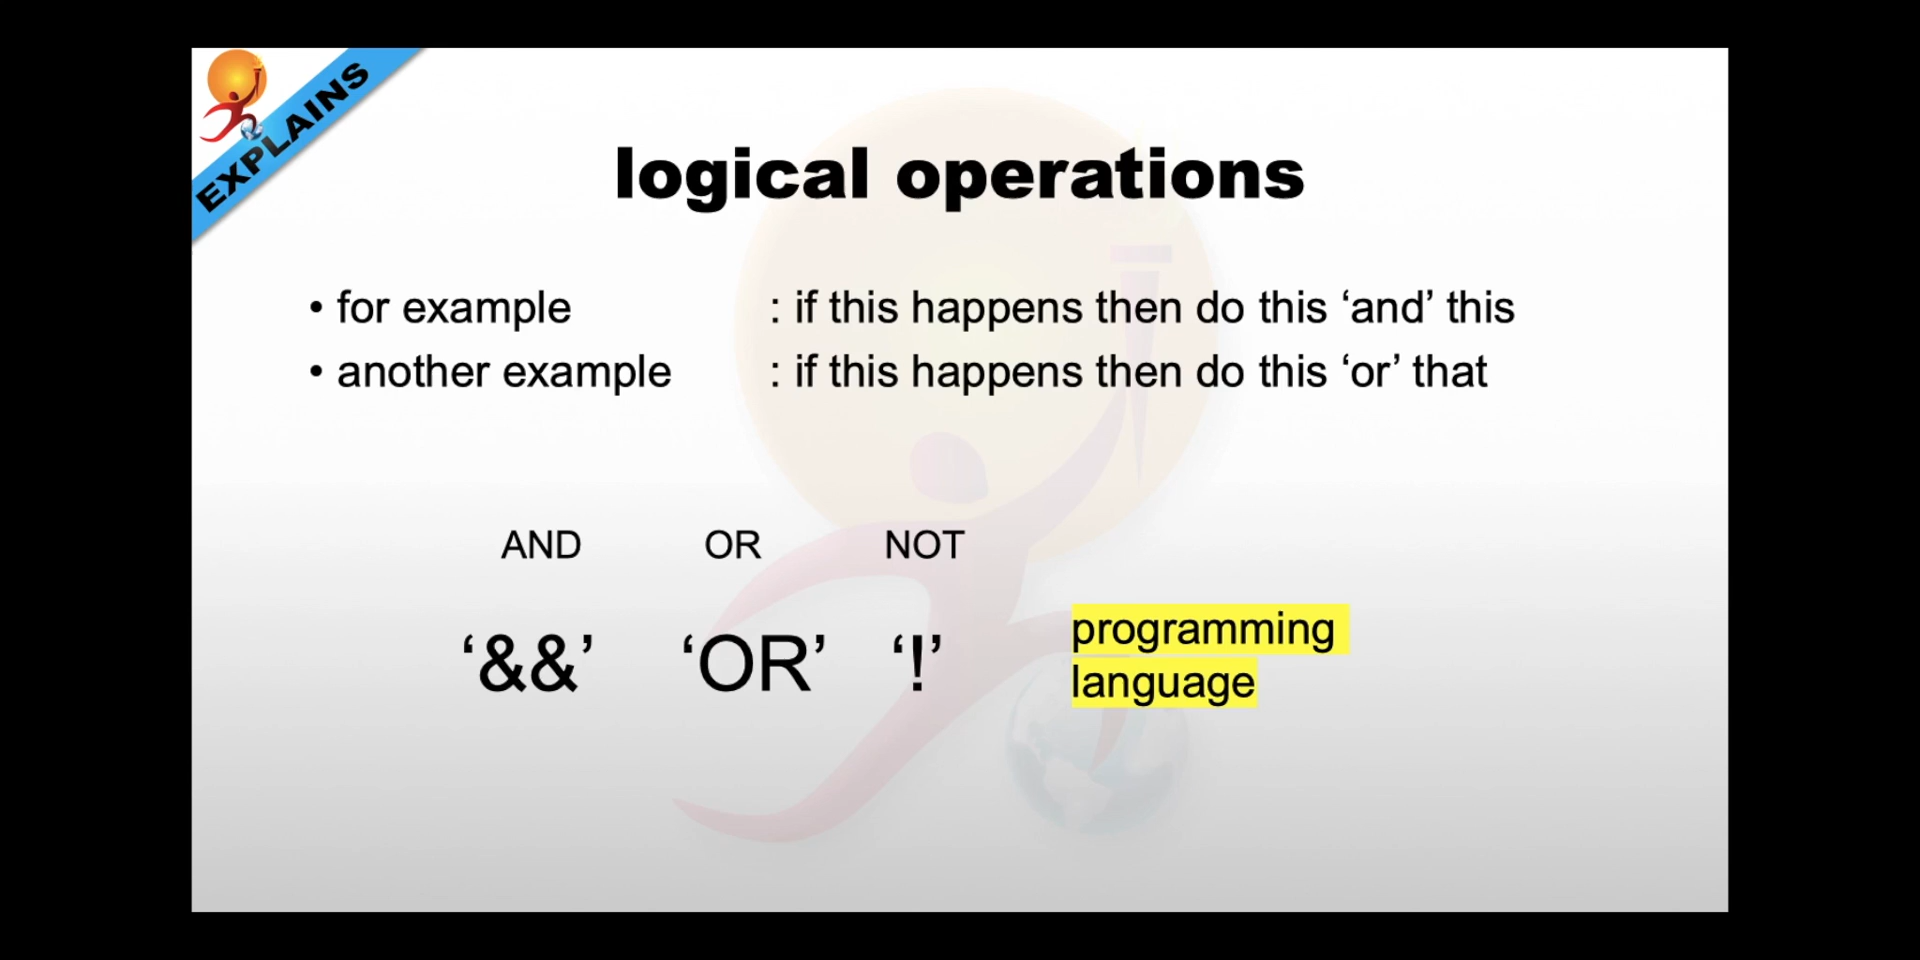 EXPLAINS
logical operations
• for example : if this happens then do this ‘and’ this
• another example : if this happens then do this ‘or’ that
AND OR NOT
‘&&’ ‘OR’ ‘!’
programming
language